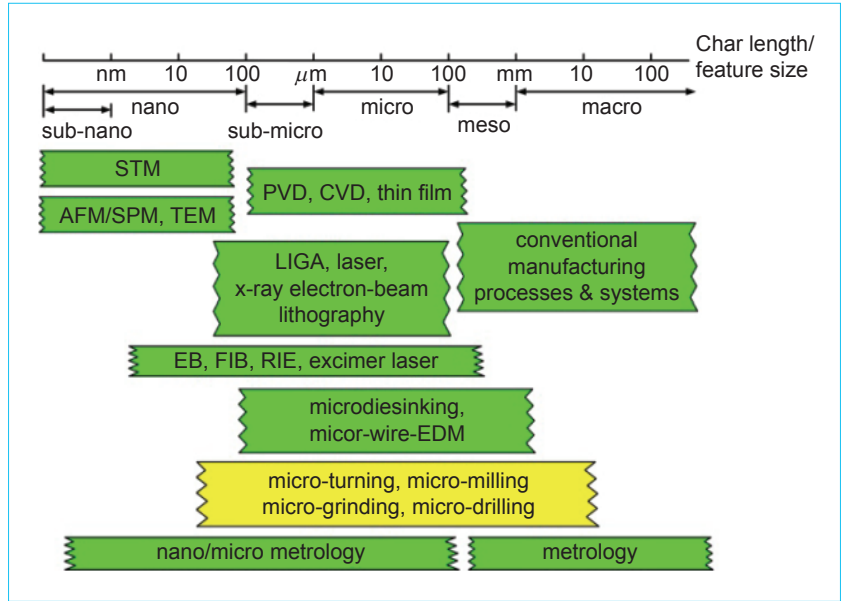 Char length/
feature size
nm 10 100 μm 10 100 mm 10 100
nano micro macro
sub-nano sub-micro meso
STM
PVD, CVD, thin film
AFM/SPM, TEM
conventional
manufacturing
processes & systems
LIGA, laser,
x-ray electron-beam
lithography
EB, FIB, RIE, excimer laser
microdiesinking,
micor-wire-EDM
micro-turning, micro-milling
micro-grinding, micro-drilling
nano/micro metrology
metrology